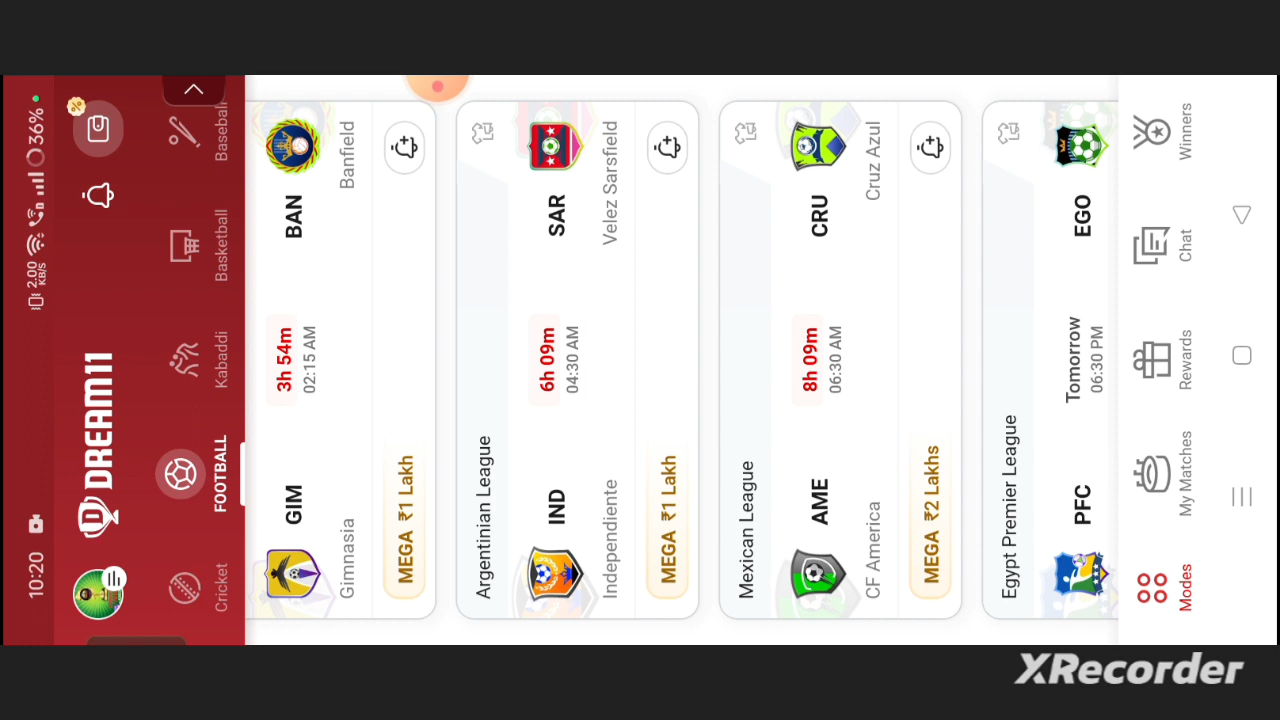 10:20
2.00 KB/S
36%
DREAM11
Cricket
FOOTBALL
Kabaddi
Basketball
Baseball
GIM
3h 54m
BAN
Gimnasia
02:15 AM
Banfield
MEGA ₹1 Lakh
Argentinian League
IND
6h 09m
SAR
Independiente
04:30 AM
Velez Sarsfield
MEGA ₹1 Lakh
Mexican League
AME
8h 09m
CRU
CF America
06:30 AM
Cruz Azul
MEGA ₹2 Lakhs
Egypt Premier League
PFC
Tomorrow
EGO
06:30 PM
Modes
My Matches
Rewards
Chat
Winners
XRecorder